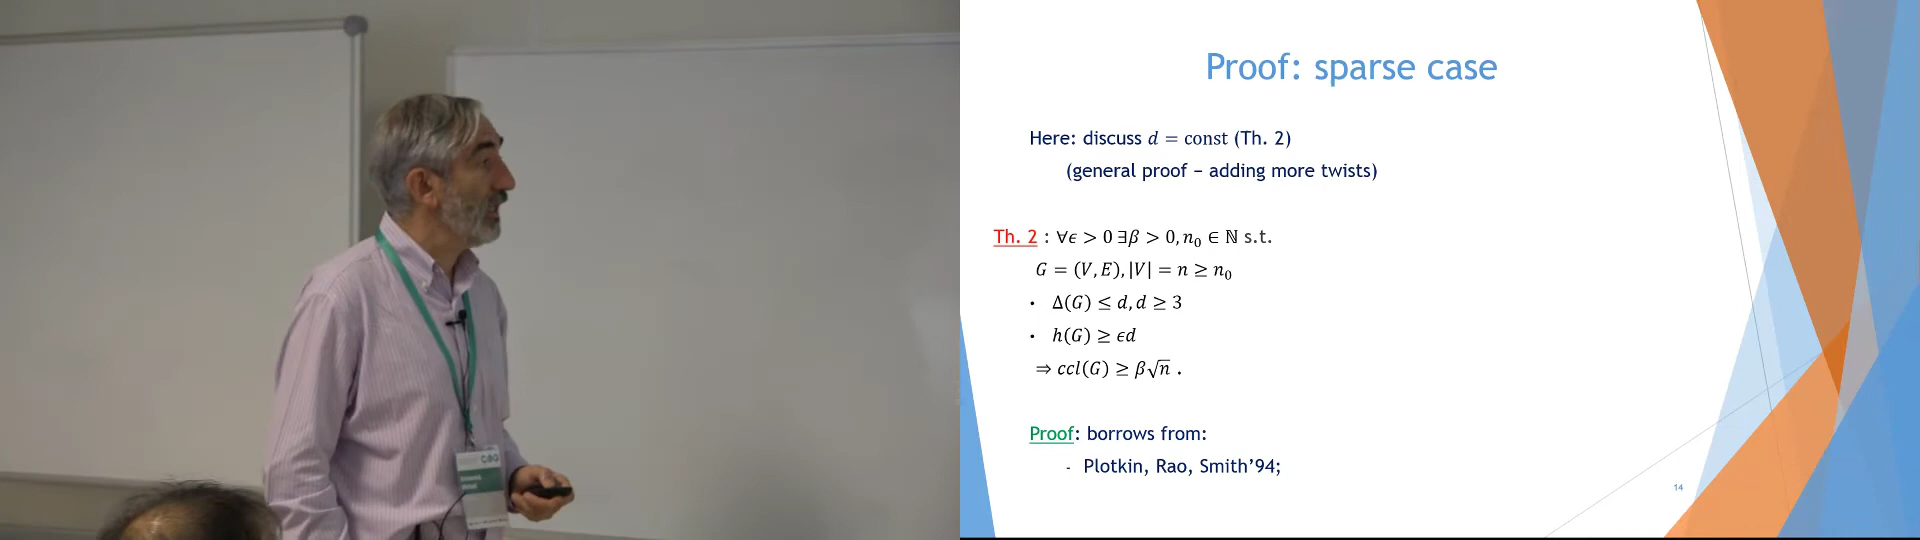 Proof: sparse case
Here: discuss d = const (Th. 2)
(general proof – adding more twists)
Th. 2 : ∀ϵ > 0 ∃β > 0, n₀ ∈ ℕ s.t.
G = (V, E), |V| = n ≥ n₀
• Δ(G) ≤ d, d ≥ 3
• h(G) ≥ ϵd
⇒ ccl(G) ≥ β√n .
Proof: borrows from:
- Plotkin, Rao, Smith'94;
14